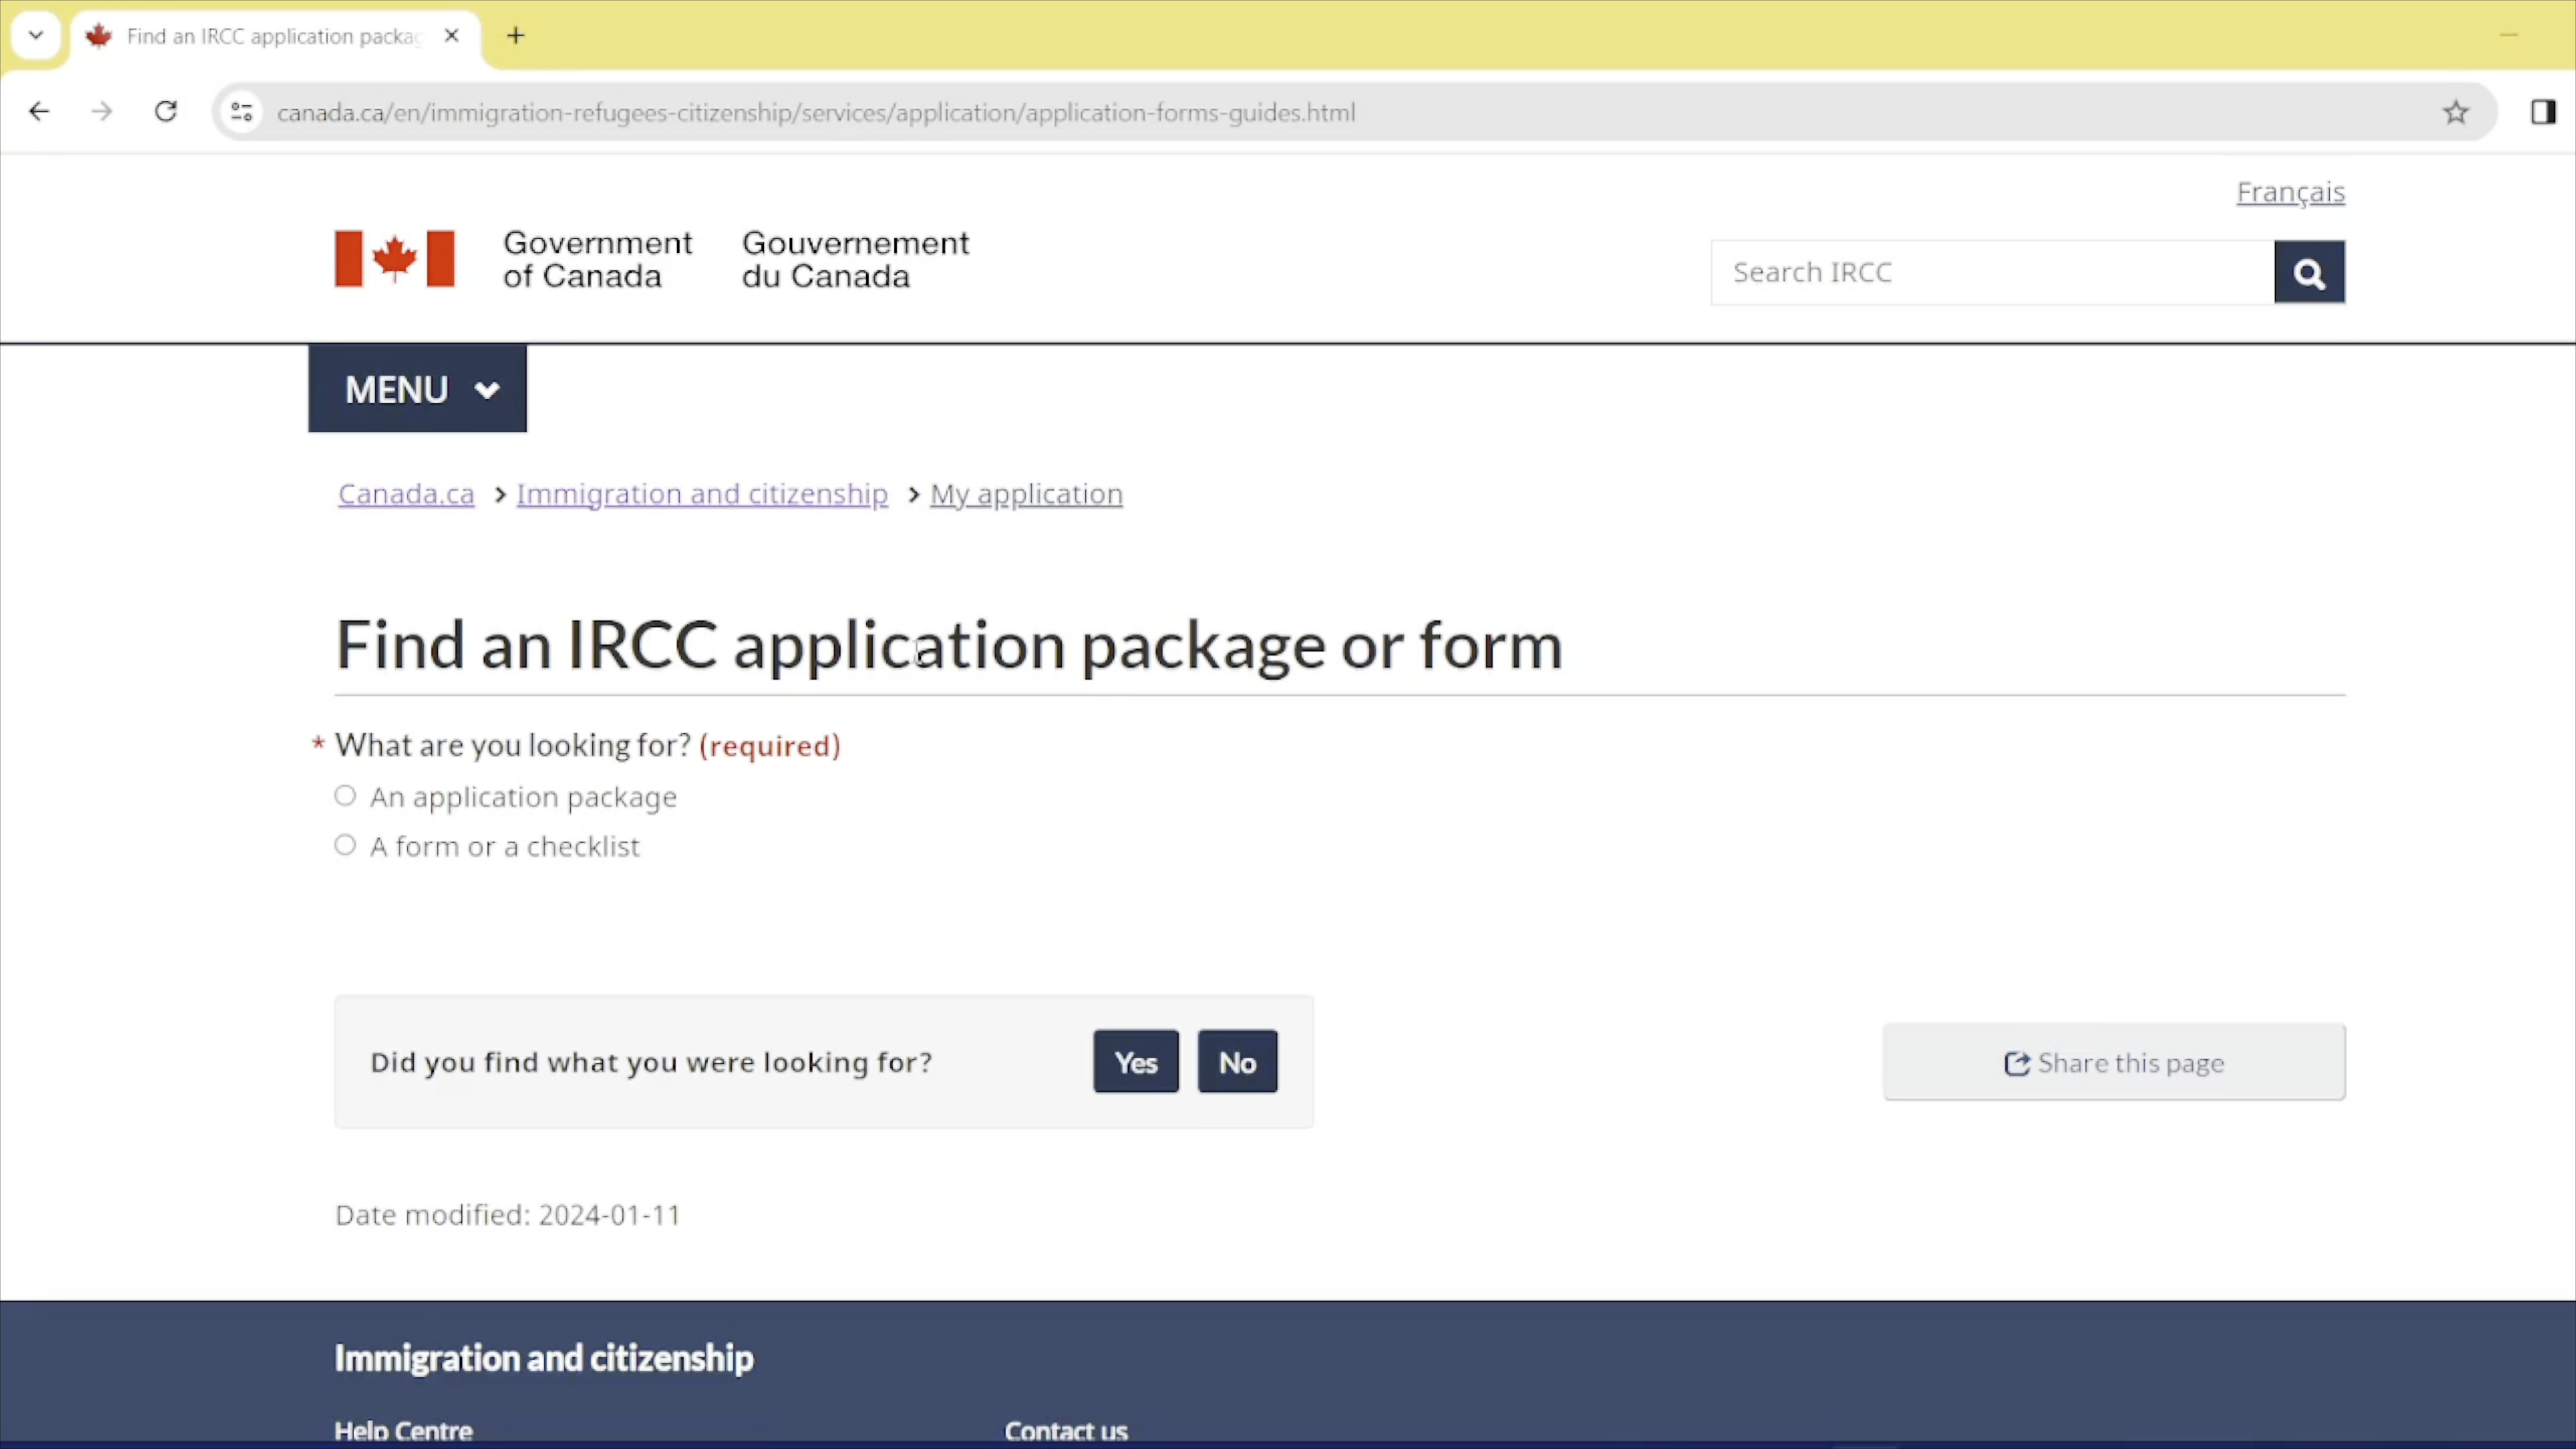 Find an IRCC application packag
canada.ca/en/immigration-refugees-citizenship/services/application/application-forms-guides.html
Français
Government of Canada
Gouvernement du Canada
Search IRCC
MENU
Canada.ca > Immigration and citizenship > My application
Find an IRCC application package or form
* What are you looking for? (required)
An application package
A form or a checklist
Did you find what you were looking for? Yes No
Share this page
Date modified: 2024-01-11
Immigration and citizenship
Help Centre Contact us